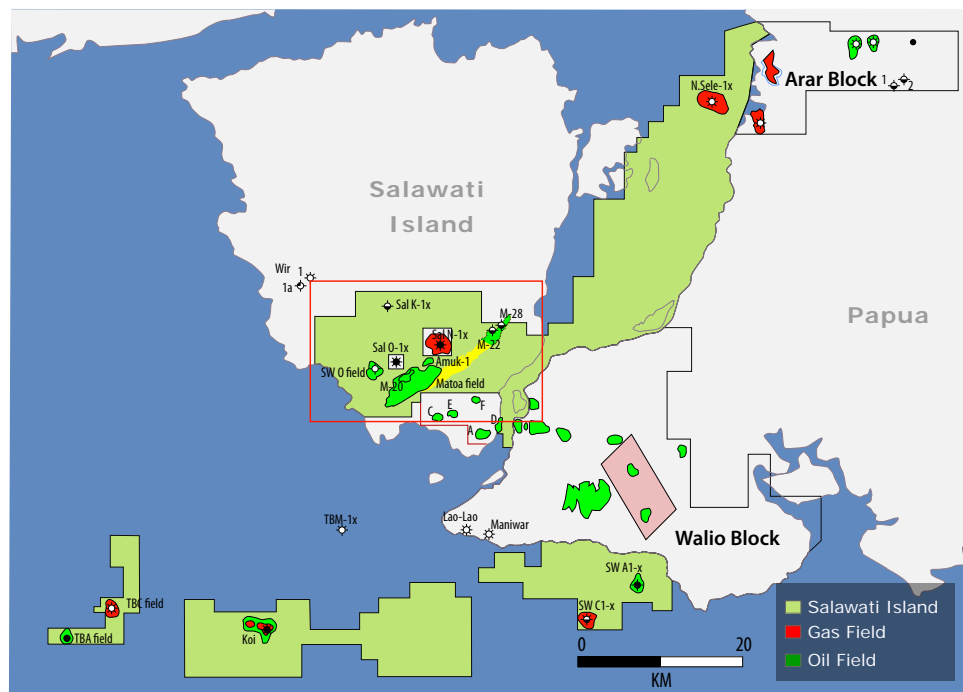 N.Sele-1x
Arar Block
1
2
Salawati
Island
Wir
1
1a
Sal K-1x
M-28
Sal N-1x
M-22
Sal O-1x
Amuk-1
SW O field
M-20
Matoa field
Papua
F
E
C
D
A
TBM-1x
Lao-Lao
Maniwar
Walio Block
SW A1-x
TBC field
SW C1-x
TBA field
Koi
Salawati Island
Gas Field
Oil Field
0
20
KM